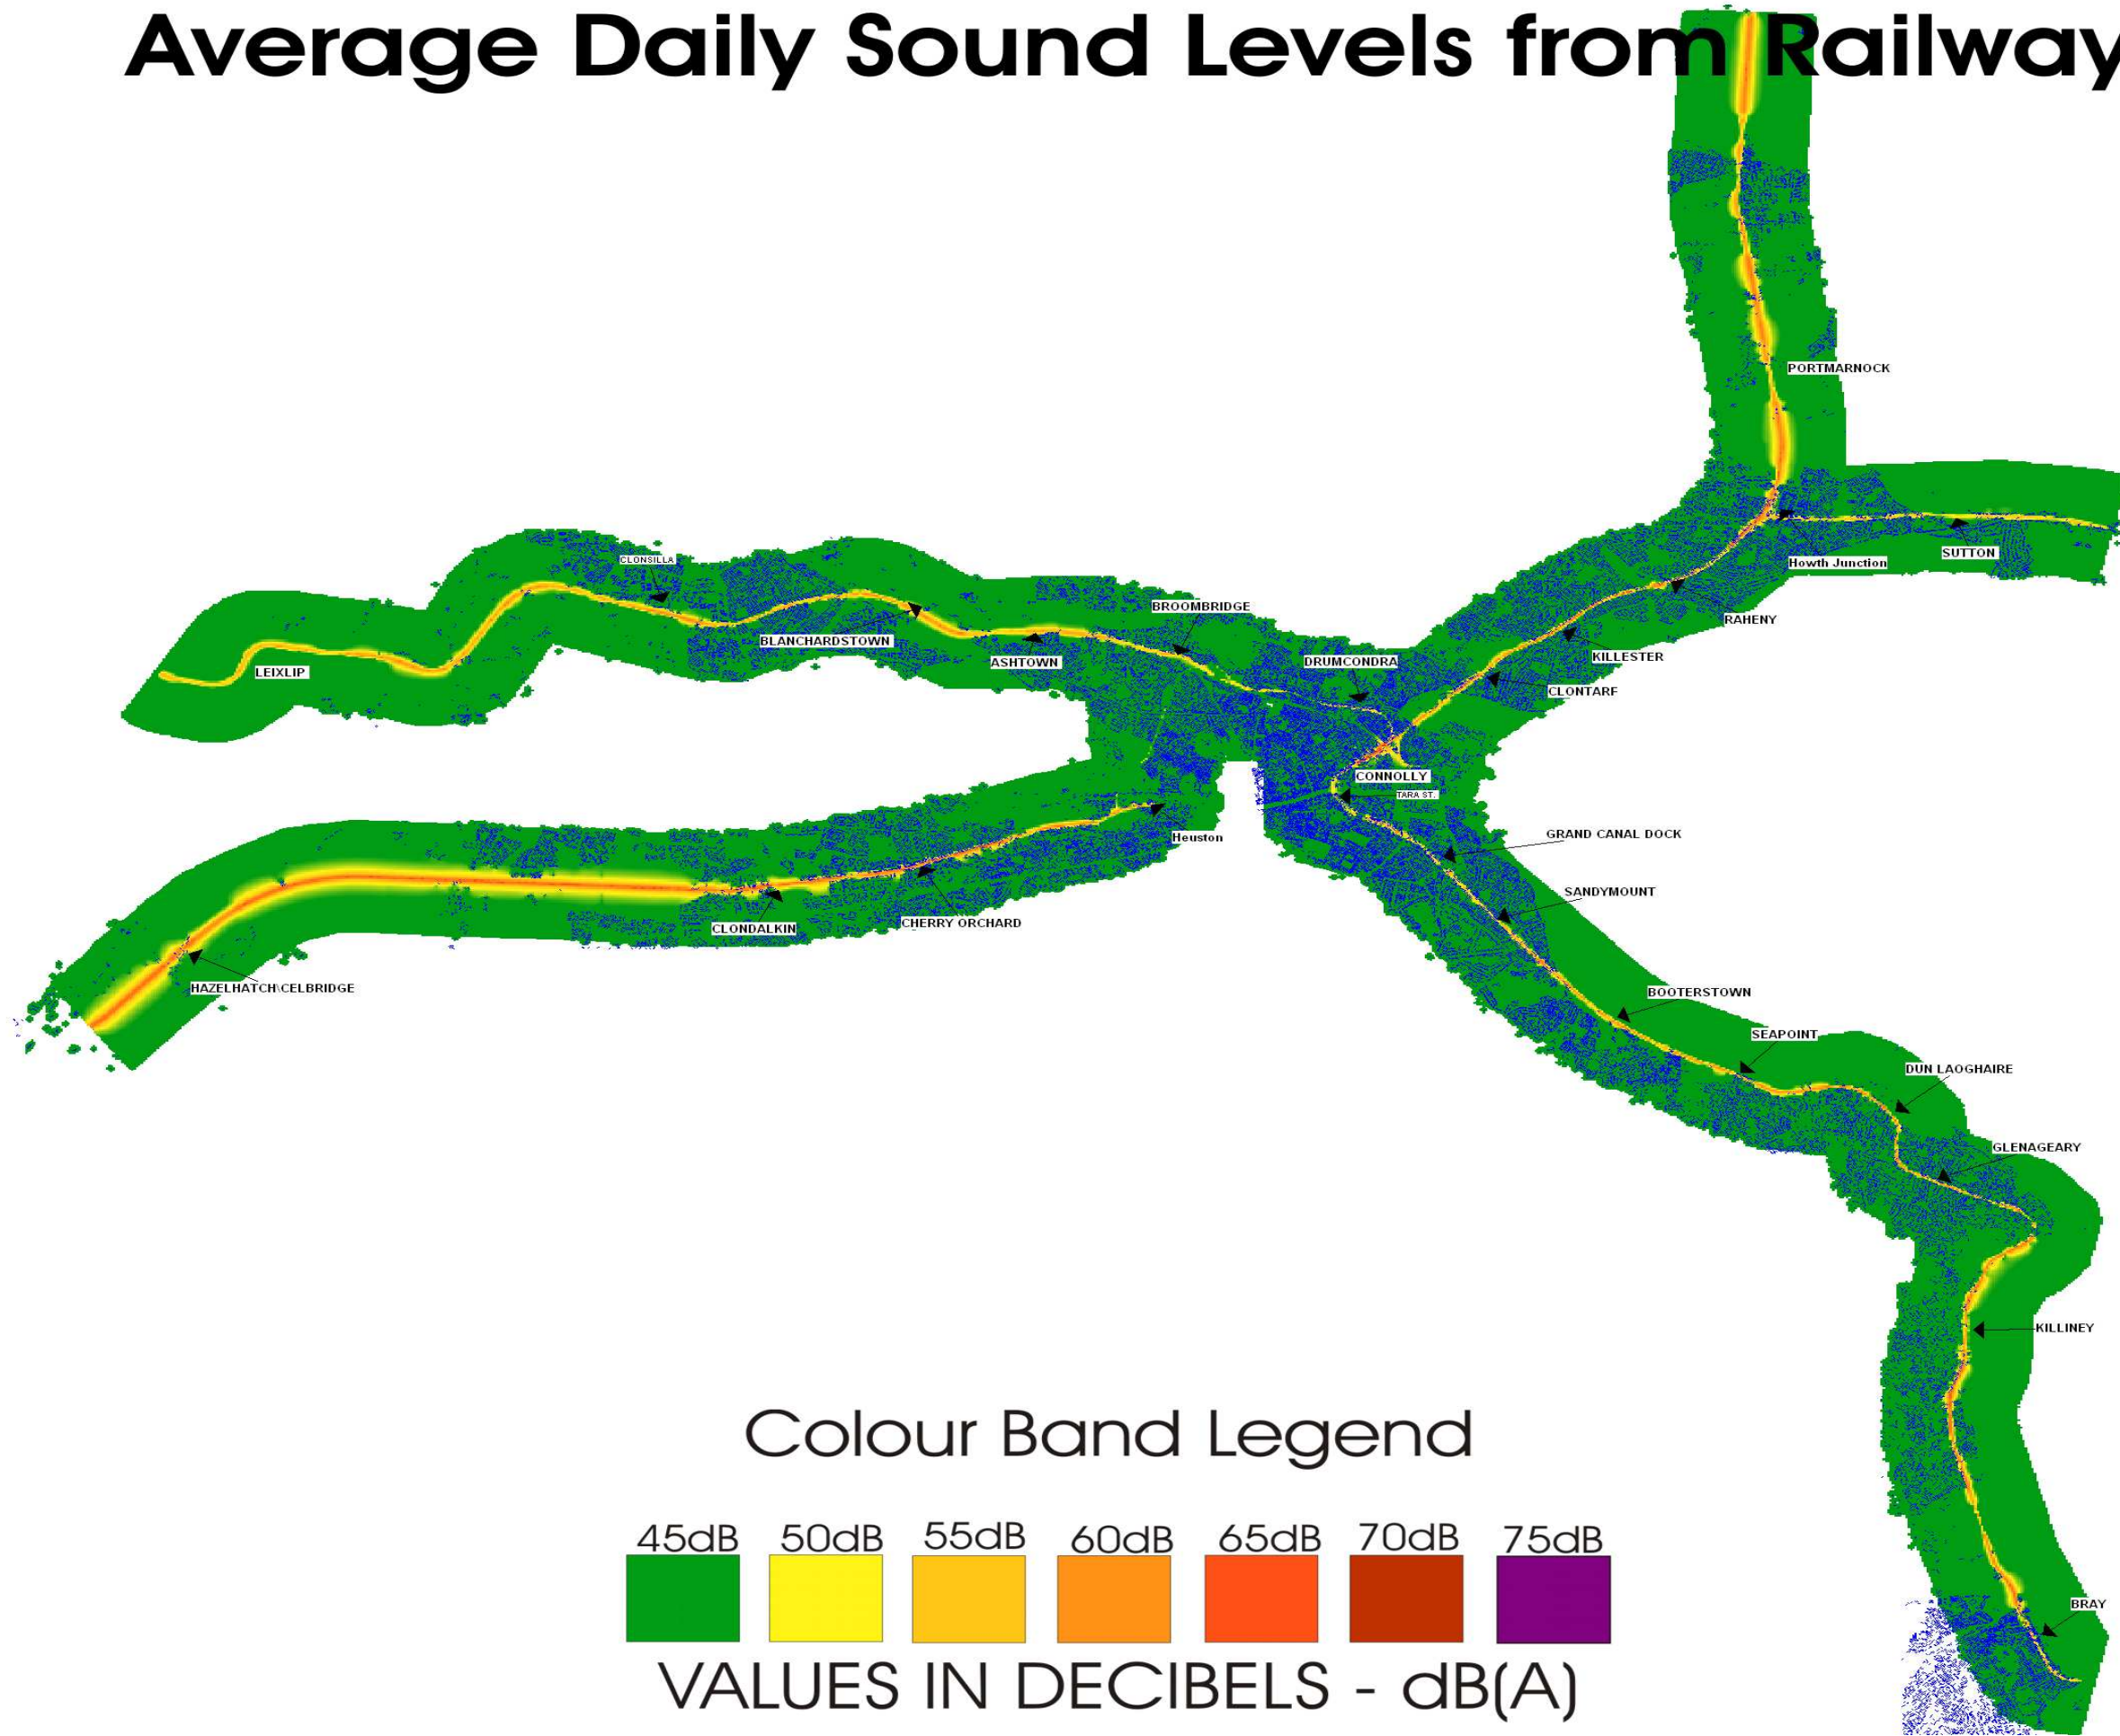 Average Daily Sound Levels from Railway
PORTMARNOCK
SUTTON
Howth Junction
RAHENY
KILLESTER
CLONTARF
CLONSILLA
BROOMBRIDGE
BLANCHARDSTOWN
ASHTOWN
DRUMCONDRA
LEIXLIP
CONNOLLY
TARA ST.
Heuston
GRAND CANAL DOCK
SANDYMOUNT
CLONDALKIN
CHERRY ORCHARD
HAZELHATCH\CELBRIDGE
BOOTERSTOWN
SEAPOINT
DUN LAOGHAIRE
GLENAGEARY
KILLINEY
BRAY
Colour Band Legend
45dB 50dB 55dB 60dB 65dB 70dB 75dB
VALUES IN DECIBELS - dB(A)